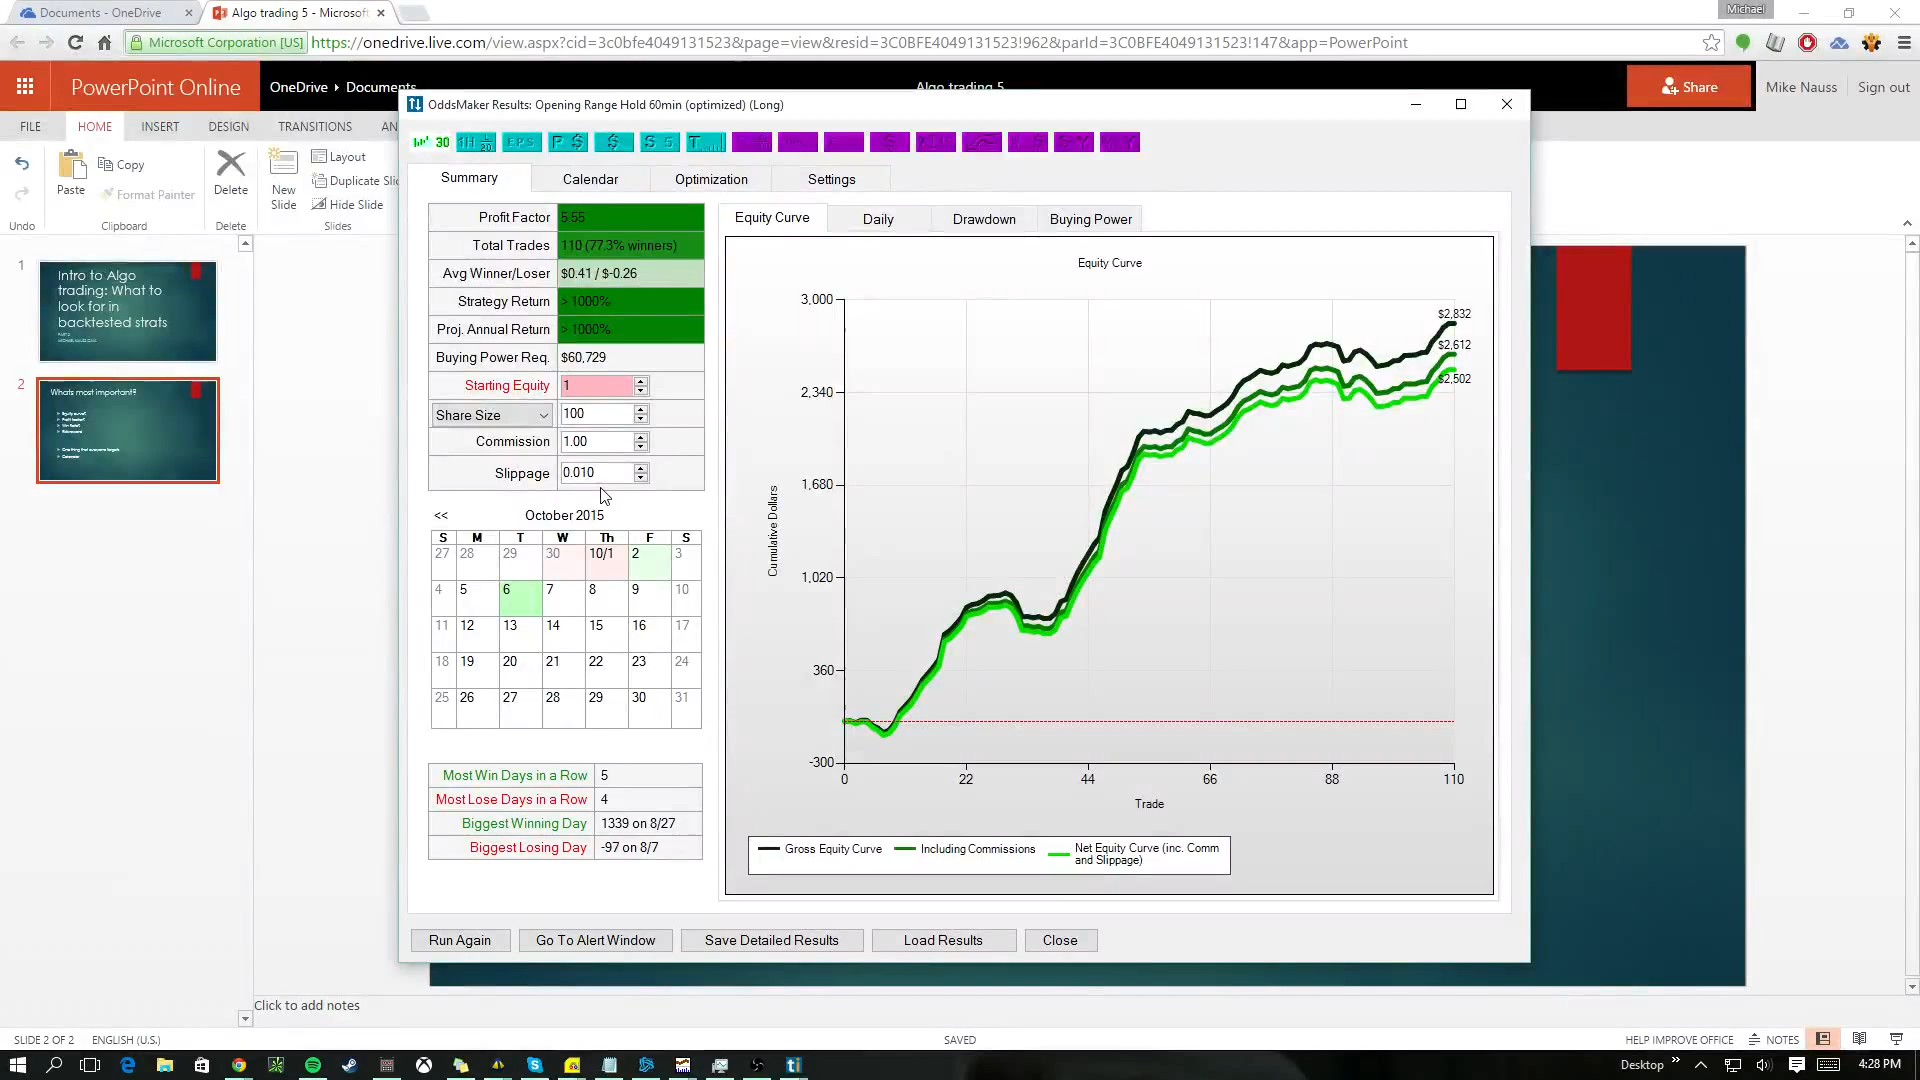 Documents - OneDrive
Algo trading 5 - Microsoft
Michael
Microsoft Corporation [US]
https://onedrive.live.com/view.aspx?cid=3c0bfe4049131523&page=view&resid=3C0BFE4049131523!962&parId=3C0BFE4049131523!147&app=PowerPoint
PowerPoint Online
OneDrive
Documents
Algo trading 5
Share
Mike Nauss
Sign out
FILE
HOME
INSERT
DESIGN
TRANSITIONS
AN
Copy
Format Painter
Paste
Delete
New
Slide
Layout
Duplicate Slid
Hide Slide
Undo
Clipboard
Delete
Slides
1
Intro to Algo
trading: What to
look for in
backtested strats
2
Whats most important?
OddsMaker Results: Opening Range Hold 60min (optimized) (Long)
30
1H
20
EPS
P $
$
S 5
Summary
Calendar
Optimization
Settings
Profit Factor 5.55
Total Trades 110 (77.3% winners)
Avg Winner/Loser $0.41 / $-0.26
Strategy Return > 1000%
Proj. Annual Return > 1000%
Buying Power Req. $60,729
Starting Equity 1
Share Size 100
Commission 1.00
Slippage 0.010
<< October 2015
S M T W Th F S
27 28 29 30 10/1 2 3
4 5 6 7 8 9 10
11 12 13 14 15 16 17
18 19 20 21 22 23 24
25 26 27 28 29 30 31
Most Win Days in a Row 5
Most Lose Days in a Row 4
Biggest Winning Day 1339 on 8/27
Biggest Losing Day -97 on 8/7
Equity Curve
Daily
Drawdown
Buying Power
Equity Curve
3,000
2,340
1,680
1,020
360
-300
Cumulative Dollars
$2,832
$2,612
$2,502
0 22 44 66 88 110
Trade
Gross Equity Curve
Including Commissions
Net Equity Curve (inc. Comm
and Slippage)
Run Again
Go To Alert Window
Save Detailed Results
Load Results
Close
Click to add notes
SLIDE 2 OF 2
ENGLISH (U.S.)
SAVED
HELP IMPROVE OFFICE
NOTES
Desktop
4:28 PM